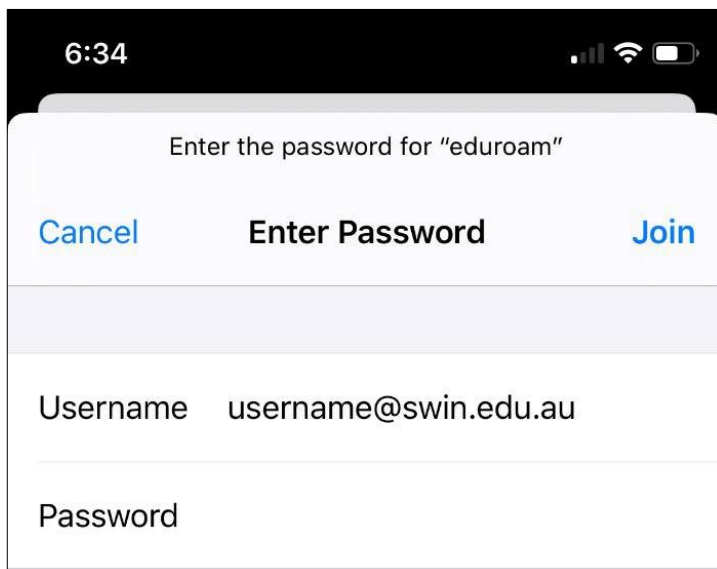 6:34
Enter the password for “eduroam”
Cancel Enter Password Join
Username username@swin.edu.au
Password